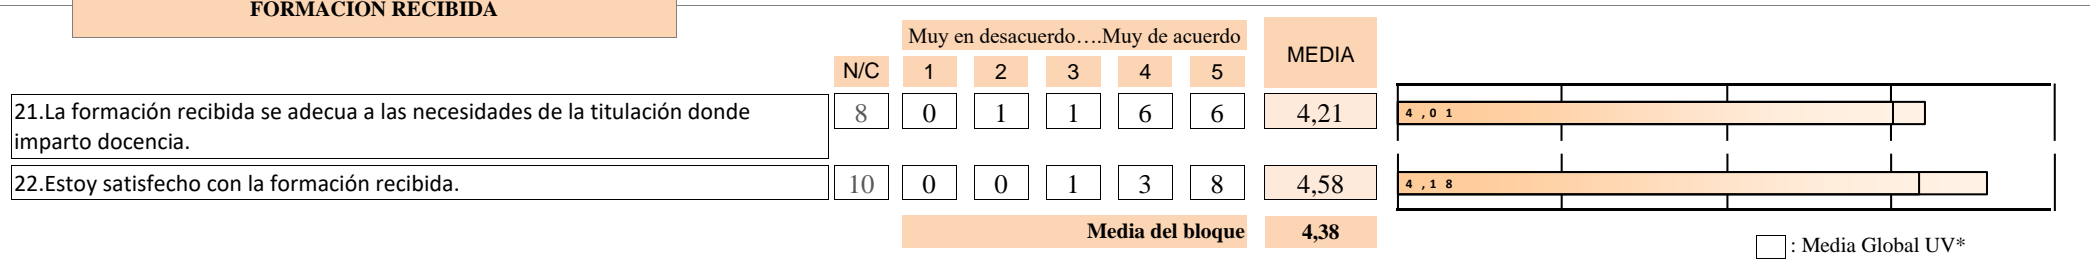 FORMACIÓN RECIBIDA
Muy en desacuerdo….Muy de acuerdo
MEDIA
N/C 1 2 3 4 5
21.La formación recibida se adecua a las necesidades de la titulación donde
imparto docencia.
8 0 1 1 6 6 4,21 4,01
22.Estoy satisfecho con la formación recibida. 10 0 0 1 3 8 4,58 4,18
Media del bloque 4,38
: Media Global UV*